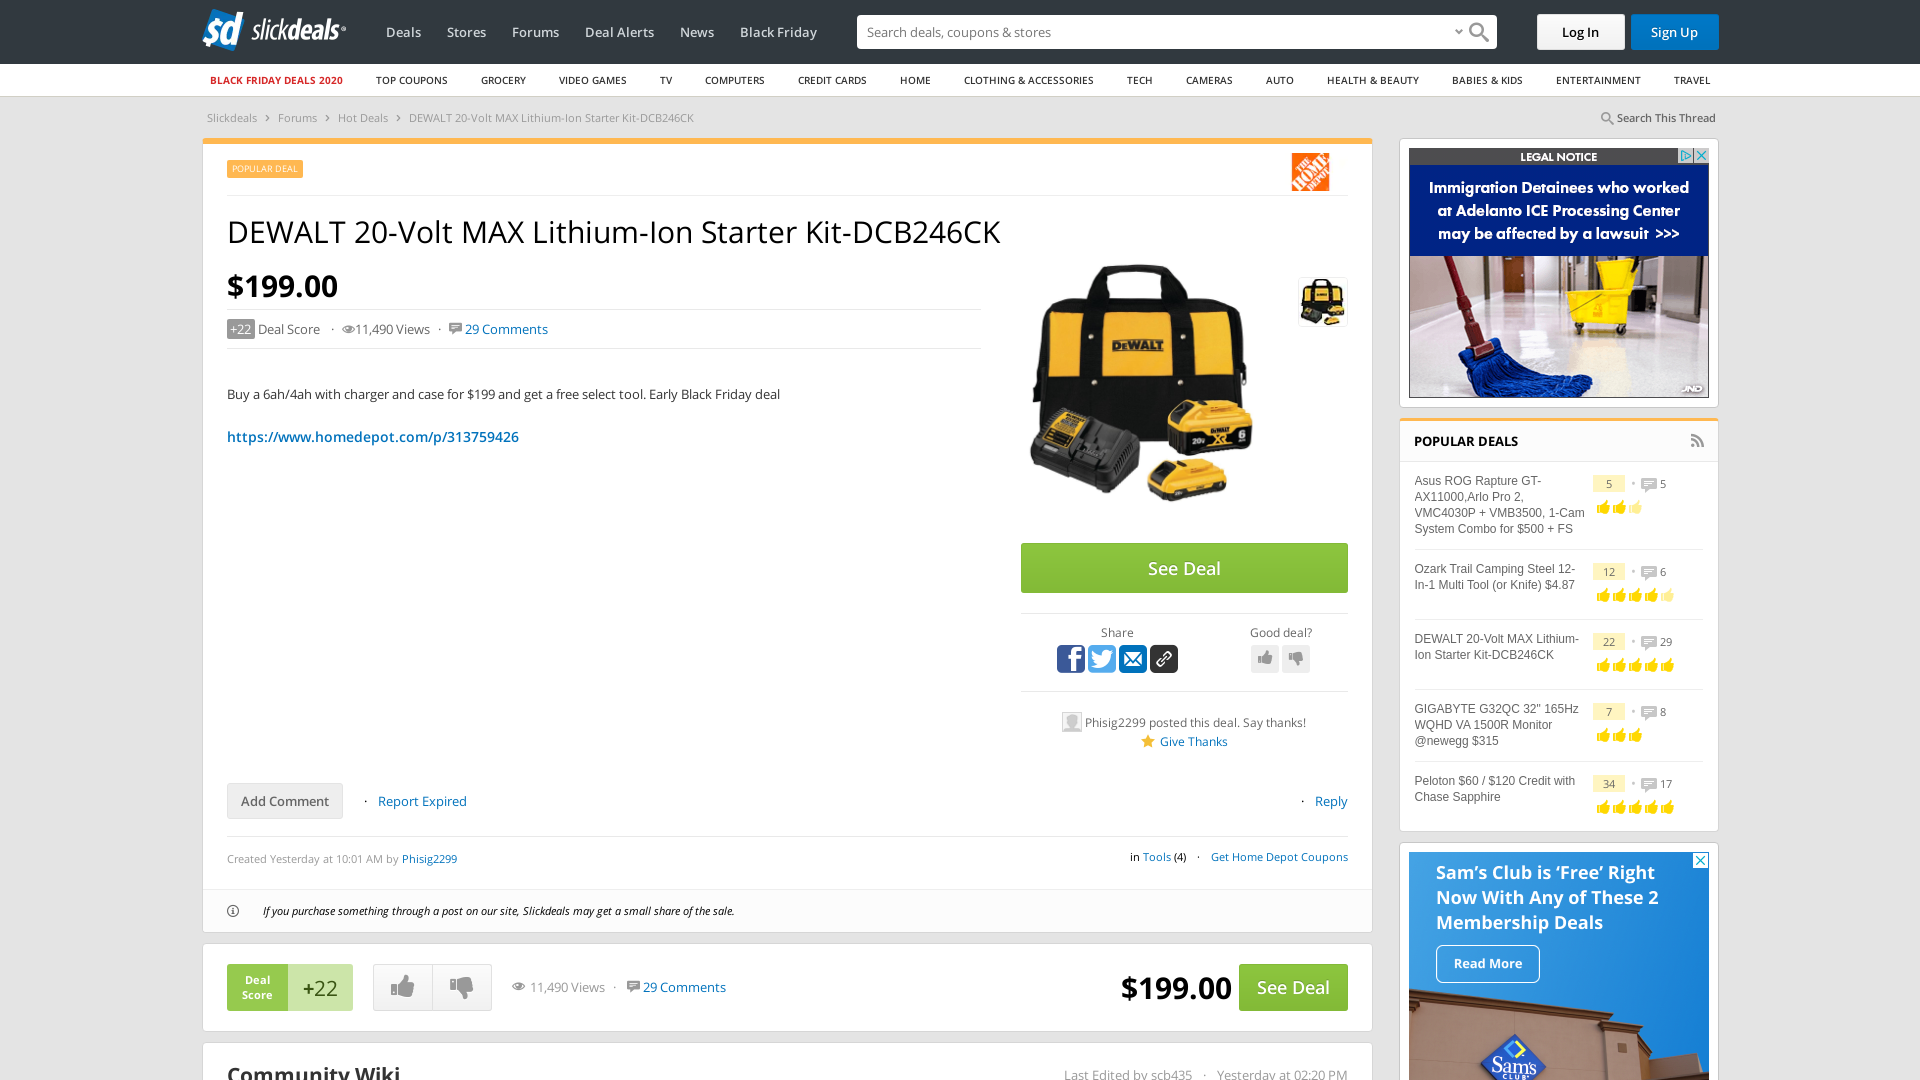 slickdeals
Deals
Stores
Forums
Deal Alerts
News
Black Friday
Search deals, coupons & stores
Log In
Sign Up
BLACK FRIDAY DEALS 2020
TOP COUPONS
GROCERY
VIDEO GAMES
TV
COMPUTERS
CREDIT CARDS
HOME
CLOTHING & ACCESSORIES
TECH
CAMERAS
AUTO
HEALTH & BEAUTY
BABIES & KIDS
ENTERTAINMENT
TRAVEL
Slickdeals > Forums > Hot Deals > DEWALT 20-Volt MAX Lithium-Ion Starter Kit-DCB246CK
Search This Thread
POPULAR DEAL
THE HOME DEPOT
DEWALT 20-Volt MAX Lithium-Ion Starter Kit-DCB246CK
$199.00
+22 Deal Score · 11,490 Views · 29 Comments
Buy a 6ah/4ah with charger and case for $199 and get a free select tool. Early Black Friday deal
https://www.homedepot.com/p/313759426
DEWALT
See Deal
Share
Good deal?
Phisig2299 posted this deal. Say thanks!
Give Thanks
Add Comment · Report Expired
· Reply
Created Yesterday at 10:01 AM by Phisig2299
in Tools (4) · Get Home Depot Coupons
If you purchase something through a post on our site, Slickdeals may get a small share of the sale.
Deal
Score
+22
11,490 Views · 29 Comments
$199.00
See Deal
Community Wiki
Last Edited by scb435 · Yesterday at 02:20 PM
LEGAL NOTICE
Immigration Detainees who worked
at Adelanto ICE Processing Center
may be affected by a lawsuit >>>
JND
POPULAR DEALS
Asus ROG Rapture GT-
AX11000,Arlo Pro 2,
VMC4030P + VMB3500, 1-Cam
System Combo for $500 + FS
5 · 5
Ozark Trail Camping Steel 12-
In-1 Multi Tool (or Knife) $4.87
12 · 6
DEWALT 20-Volt MAX Lithium-
Ion Starter Kit-DCB246CK
22 · 29
GIGABYTE G32QC 32" 165Hz
WQHD VA 1500R Monitor
@newegg $315
7 · 8
Peloton $60 / $120 Credit with
Chase Sapphire
34 · 17
Sam's Club is ‘Free’ Right
Now With Any of These 2
Membership Deals
Read More
Sam's
CLUB